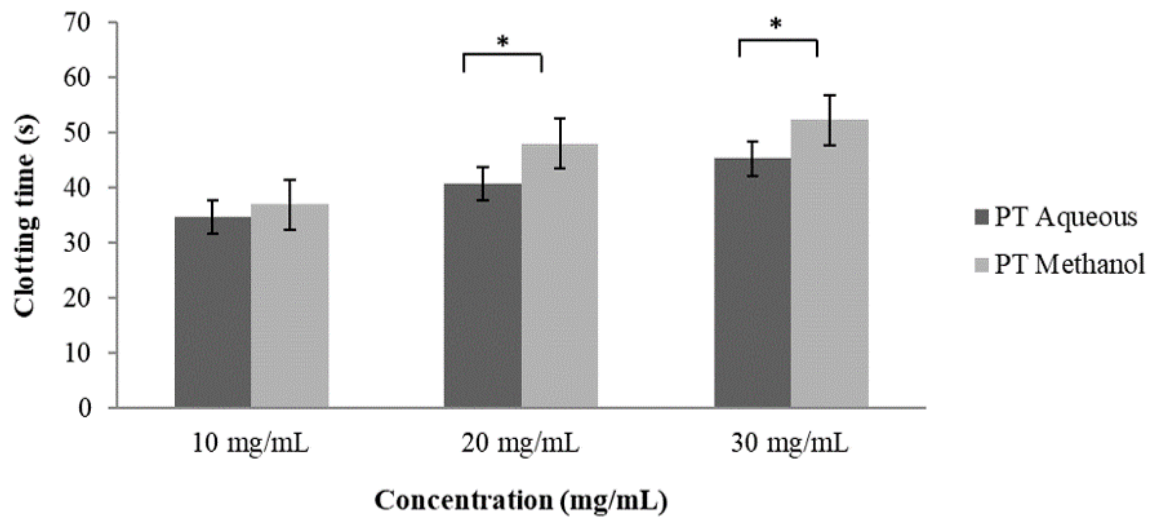 70
60
50
40
30
20
10
0
Clotting time (s)
*
*
10 mg/mL
20 mg/mL
30 mg/mL
Concentration (mg/mL)
PT Aqueous
PT Methanol